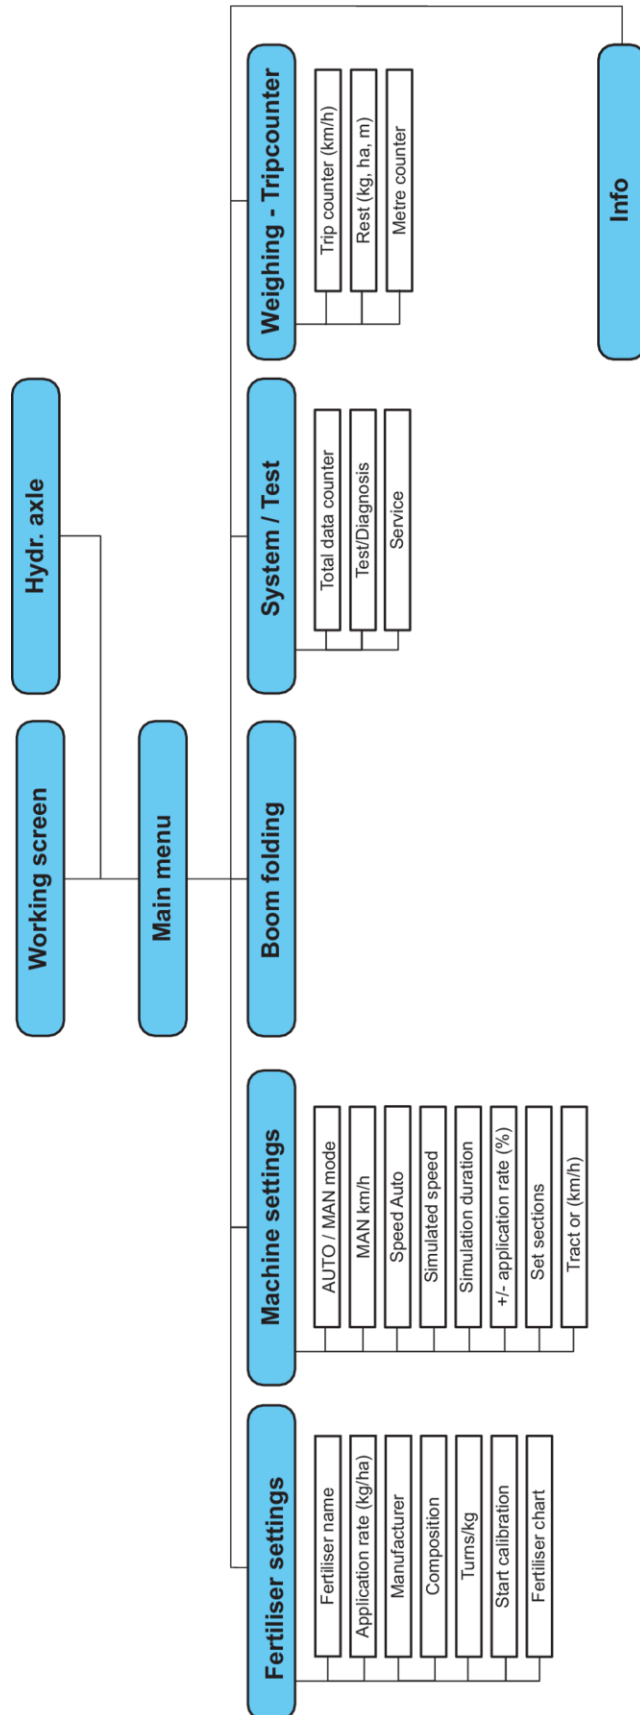 Working screen
Hydr. axle
Main menu
Fertiliser settings
Fertiliser name
Application rate (kg/ha)
Manufacturer
Composition
Turns/kg
Start calibration
Fertiliser chart
Machine settings
AUTO / MAN mode
MAN km/h
Speed Auto
Simulated speed
Simulation duration
+/- application rate (%)
Set sections
Tract or (km/h)
Boom folding
System / Test
Total data counter
Test/Diagnosis
Service
Weighing - Tripcounter
Trip counter (km/h)
Rest (kg, ha, m)
Metre counter
Info